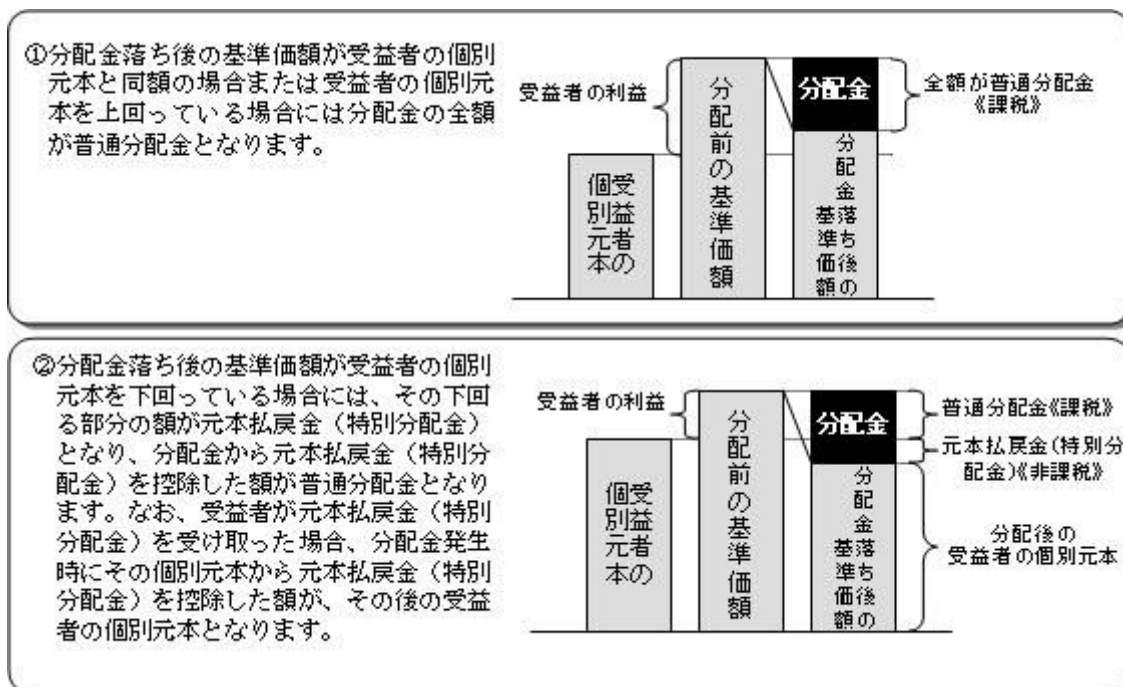 ①分配金落ち後の基準価額が受益者の個別
元本と同額の場合または受益者の個別元
本を上回っている場合には分配金の全額
が普通分配金となります。
受益者の利益
受益者の
個別元本
分配前の基準価額
分配金
分配金落ち後の
基準価額
全額が普通分配金
《課税》
②分配金落ち後の基準価額が受益者の個別
元本を下回っている場合には、その下回
る部分の額が元本払戻金（特別分配金）
となり、分配金から元本払戻金（特別分
配金）を控除した額が普通分配金となり
ます。なお、受益者が元本払戻金（特別
分配金）を受け取った場合、分配金発生
時にその個別元本から元本払戻金（特別
分配金）を控除した額が、その後の受益
者の個別元本となります。
受益者の利益
受益者の
個別元本
分配前の基準価額
分配金
分配金落ち後の
基準価額
普通分配金《課税》
元本払戻金(特別分
配金)《非課税》
分配後の
受益者の個別元本